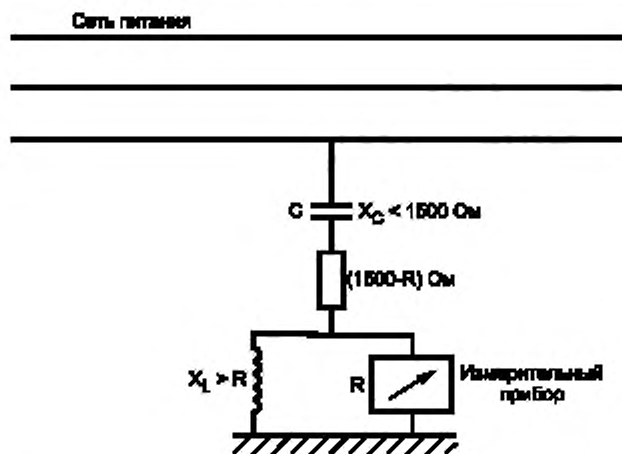 Сеть питания
C X_C < 1500 Ом
(1500-R) Ом
X_L > R
R
Измерительный
прибор